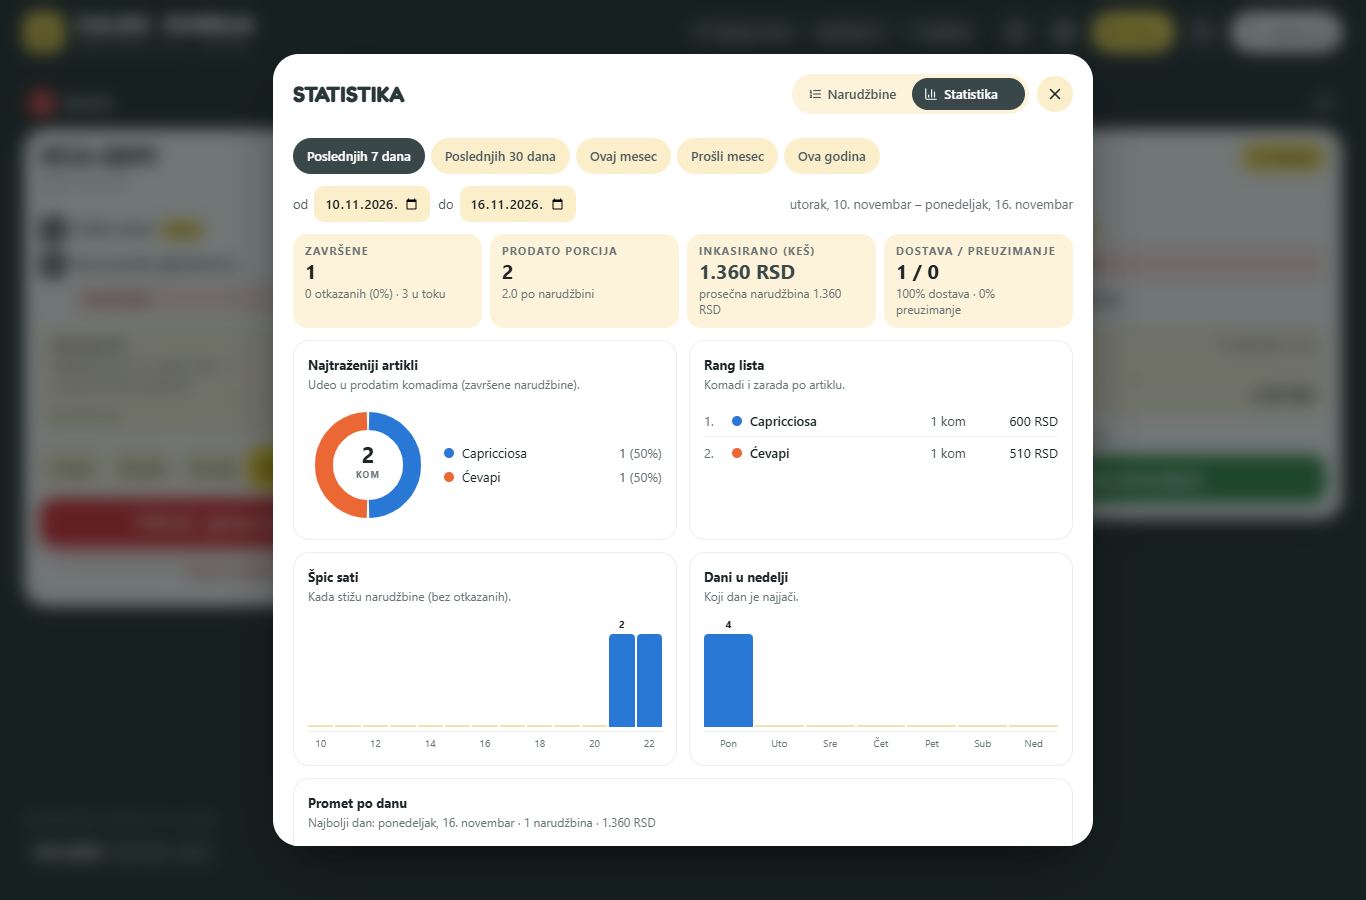 STATISTIKA
Narudžbine
Statistika
Poslednjih 7 dana
Poslednjih 30 dana
Ovaj mesec
Prošli mesec
Ova godina
od 10.11.2026. do 16.11.2026.
utorak, 10. novembar – ponedeljak, 16. novembar
ZAVRŠENE
1
0 otkazanih (0%) · 3 u toku
PRODATO PORCIJA
2
2.0 po narudžbini
INKASIRANO (KEŠ)
1.360 RSD
prosečna narudžbina 1.360
RSD
DOSTAVA / PREUZIMANJE
1 / 0
100% dostava · 0%
preuzimanje
Najtraženiji artikli
Udeo u prodatim komadima (završene narudžbine).
2
KOM
Capricciosa 1 (50%)
Ćevapi 1 (50%)
Rang lista
Komadi i zarada po artiklu.
1. Capricciosa 1 kom 600 RSD
2. Ćevapi 1 kom 510 RSD
Špic sati
Kada stižu narudžbine (bez otkazanih).
2
10 12 14 16 18 20 22
Dani u nedelji
Koji dan je najjači.
4
Pon Uto Sre Čet Pet Sub Ned
Promet po danu
Najbolji dan: ponedeljak, 16. novembar · 1 narudžbina · 1.360 RSD